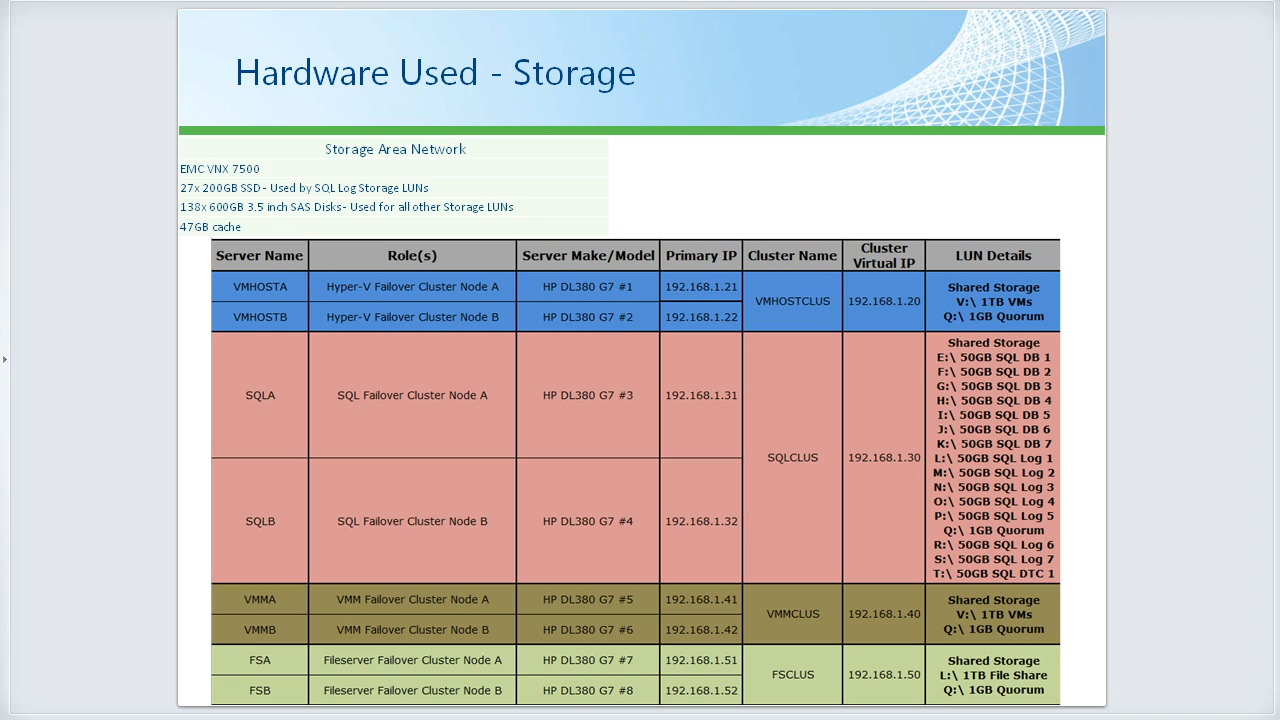 Hardware Used - Storage
Storage Area Network
EMC VNX 7500
27x 200GB SSD - Used by SQL Log Storage LUNs
138x 600GB 3.5 inch SAS Disks- Used for all other Storage LUNs
47GB cache
Server Name Role(s) Server Make/Model Primary IP Cluster Name Cluster Virtual IP LUN Details
VMHOSTA Hyper-V Failover Cluster Node A HP DL380 G7 #1 192.168.1.21
VMHOSTB Hyper-V Failover Cluster Node B HP DL380 G7 #2 192.168.1.22
VMHOSTCLUS 192.168.1.20
Shared Storage
V:\ 1TB VMs
Q:\ 1GB Quorum
SQLA SQL Failover Cluster Node A HP DL380 G7 #3 192.168.1.31
SQLB SQL Failover Cluster Node B HP DL380 G7 #4 192.168.1.32
SQLCLUS 192.168.1.30
Shared Storage
E:\ 50GB SQL DB 1
F:\ 50GB SQL DB 2
G:\ 50GB SQL DB 3
H:\ 50GB SQL DB 4
I:\ 50GB SQL DB 5
J:\ 50GB SQL DB 6
K:\ 50GB SQL DB 7
L:\ 50GB SQL Log 1
M:\ 50GB SQL Log 2
N:\ 50GB SQL Log 3
O:\ 50GB SQL Log 4
P:\ 50GB SQL Log 5
Q:\ 1GB Quorum
R:\ 50GB SQL Log 6
S:\ 50GB SQL Log 7
T:\ 50GB SQL DTC 1
VMMA VMM Failover Cluster Node A HP DL380 G7 #5 192.168.1.41
VMMB VMM Failover Cluster Node B HP DL380 G7 #6 192.168.1.42
VMMCLUS 192.168.1.40
Shared Storage
V:\ 1TB VMs
Q:\ 1GB Quorum
FSA Fileserver Failover Cluster Node A HP DL380 G7 #7 192.168.1.51
FSB Fileserver Failover Cluster Node B HP DL380 G7 #8 192.168.1.52
FSCLUS 192.168.1.50
Shared Storage
L:\ 1TB File Share
Q:\ 1GB Quorum